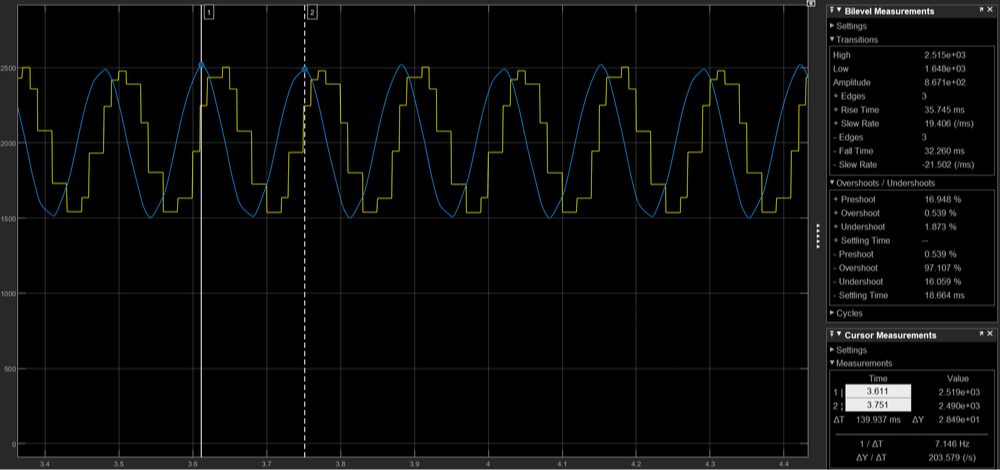 1
2
2500
2000
1500
1000
500
0
3.4 3.5 3.6 3.7 3.8 3.9 4 4.1 4.2 4.3 4.4
Bilevel Measurements
Settings
Transitions
High 2.515e+03
Low 1.648e+03
Amplitude 8.671e+02
+ Edges 3
+ Rise Time 35.745 ms
+ Slew Rate 19.406 (/ms)
- Edges 3
- Fall Time 32.260 ms
- Slew Rate -21.502 (/ms)
Overshoots / Undershoots
+ Preshoot 16.948 %
+ Overshoot 0.539 %
+ Undershoot 1.873 %
+ Settling Time --
- Preshoot 0.539 %
- Overshoot 97.107 %
- Undershoot 16.059 %
- Settling Time 18.664 ms
Cycles
Cursor Measurements
Settings
Measurements
Time Value
1 | 3.611 2.519e+03
2 ¦ 3.751 2.490e+03
ΔT 139.937 ms ΔY 2.849e+01
1 / ΔT 7.146 Hz
ΔY / ΔT 203.579 (/s)